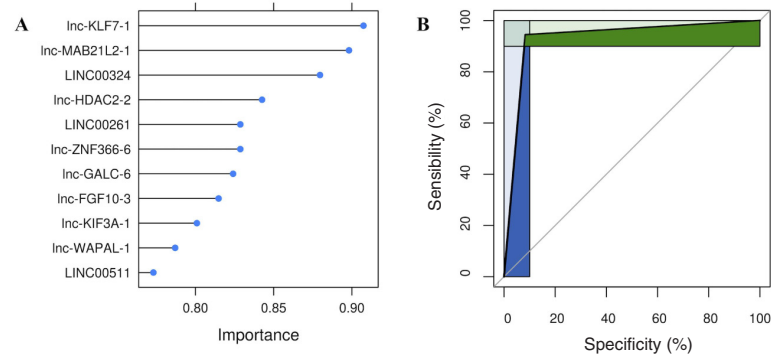 A
lnc-KLF7-1
lnc-MAB21L2-1
LINC00324
lnc-HDAC2-2
LINC00261
lnc-ZNF366-6
lnc-GALC-6
lnc-FGF10-3
lnc-KIF3A-1
lnc-WAPAL-1
LINC00511
0.80 0.85 0.90
Importance
B
100
80
60
40
20
0
Sensibility (%)
0 20 40 60 80 100
Specificity (%)